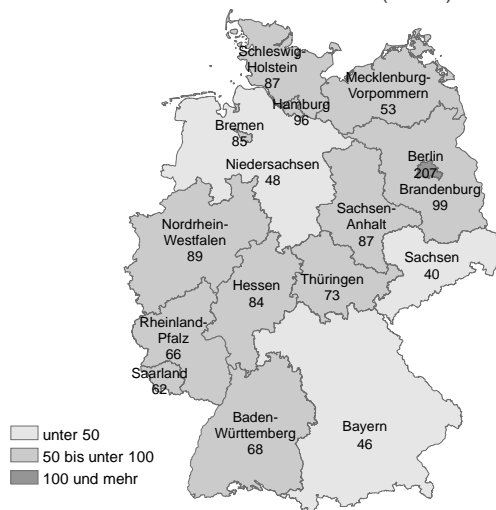 Schleswig-
Holstein
87
Mecklenburg-
Vorpommern
53
Hamburg
96
Bremen
85
Niedersachsen
48
Berlin
207
Brandenburg
99
Nordrhein-
Westfalen
89
Sachsen-
Anhalt
87
Sachsen
40
Hessen
84
Thüringen
73
Rheinland-
Pfalz
66
Saarland
62
Baden-
Württemberg
68
Bayern
46
unter 50
50 bis unter 100
100 und mehr